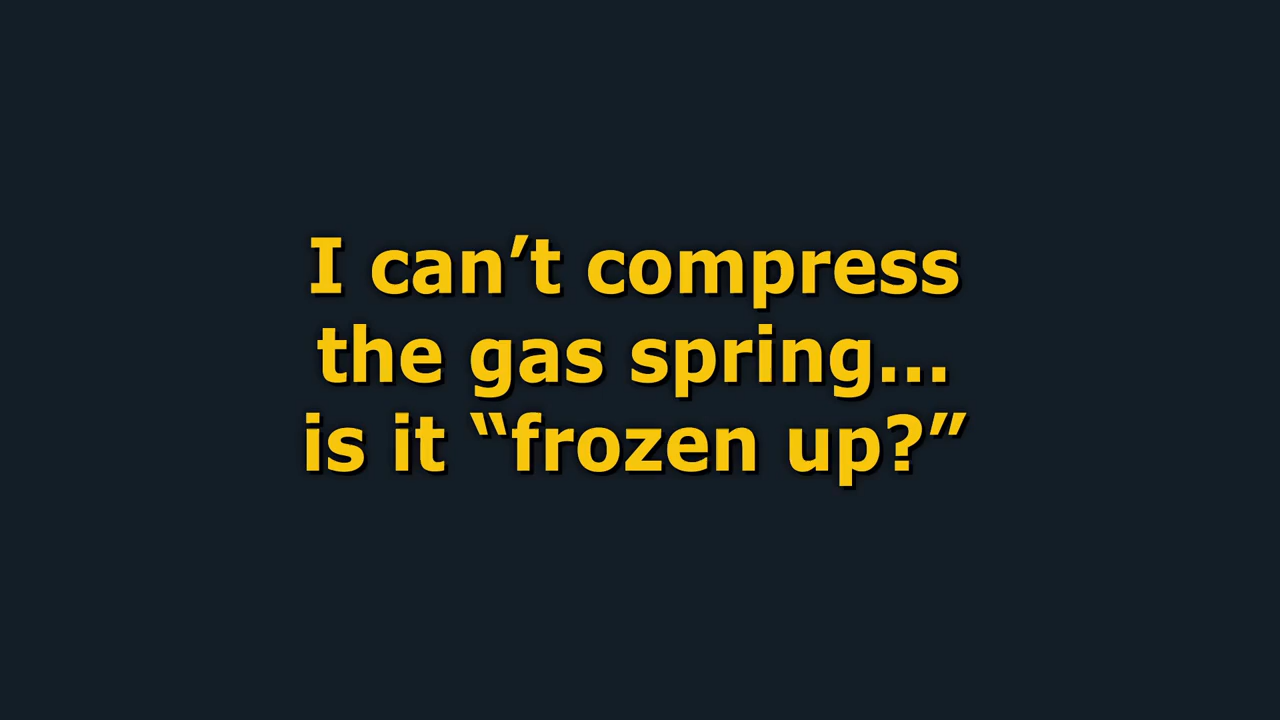 I can’t compress
the gas spring...
is it “frozen up?”